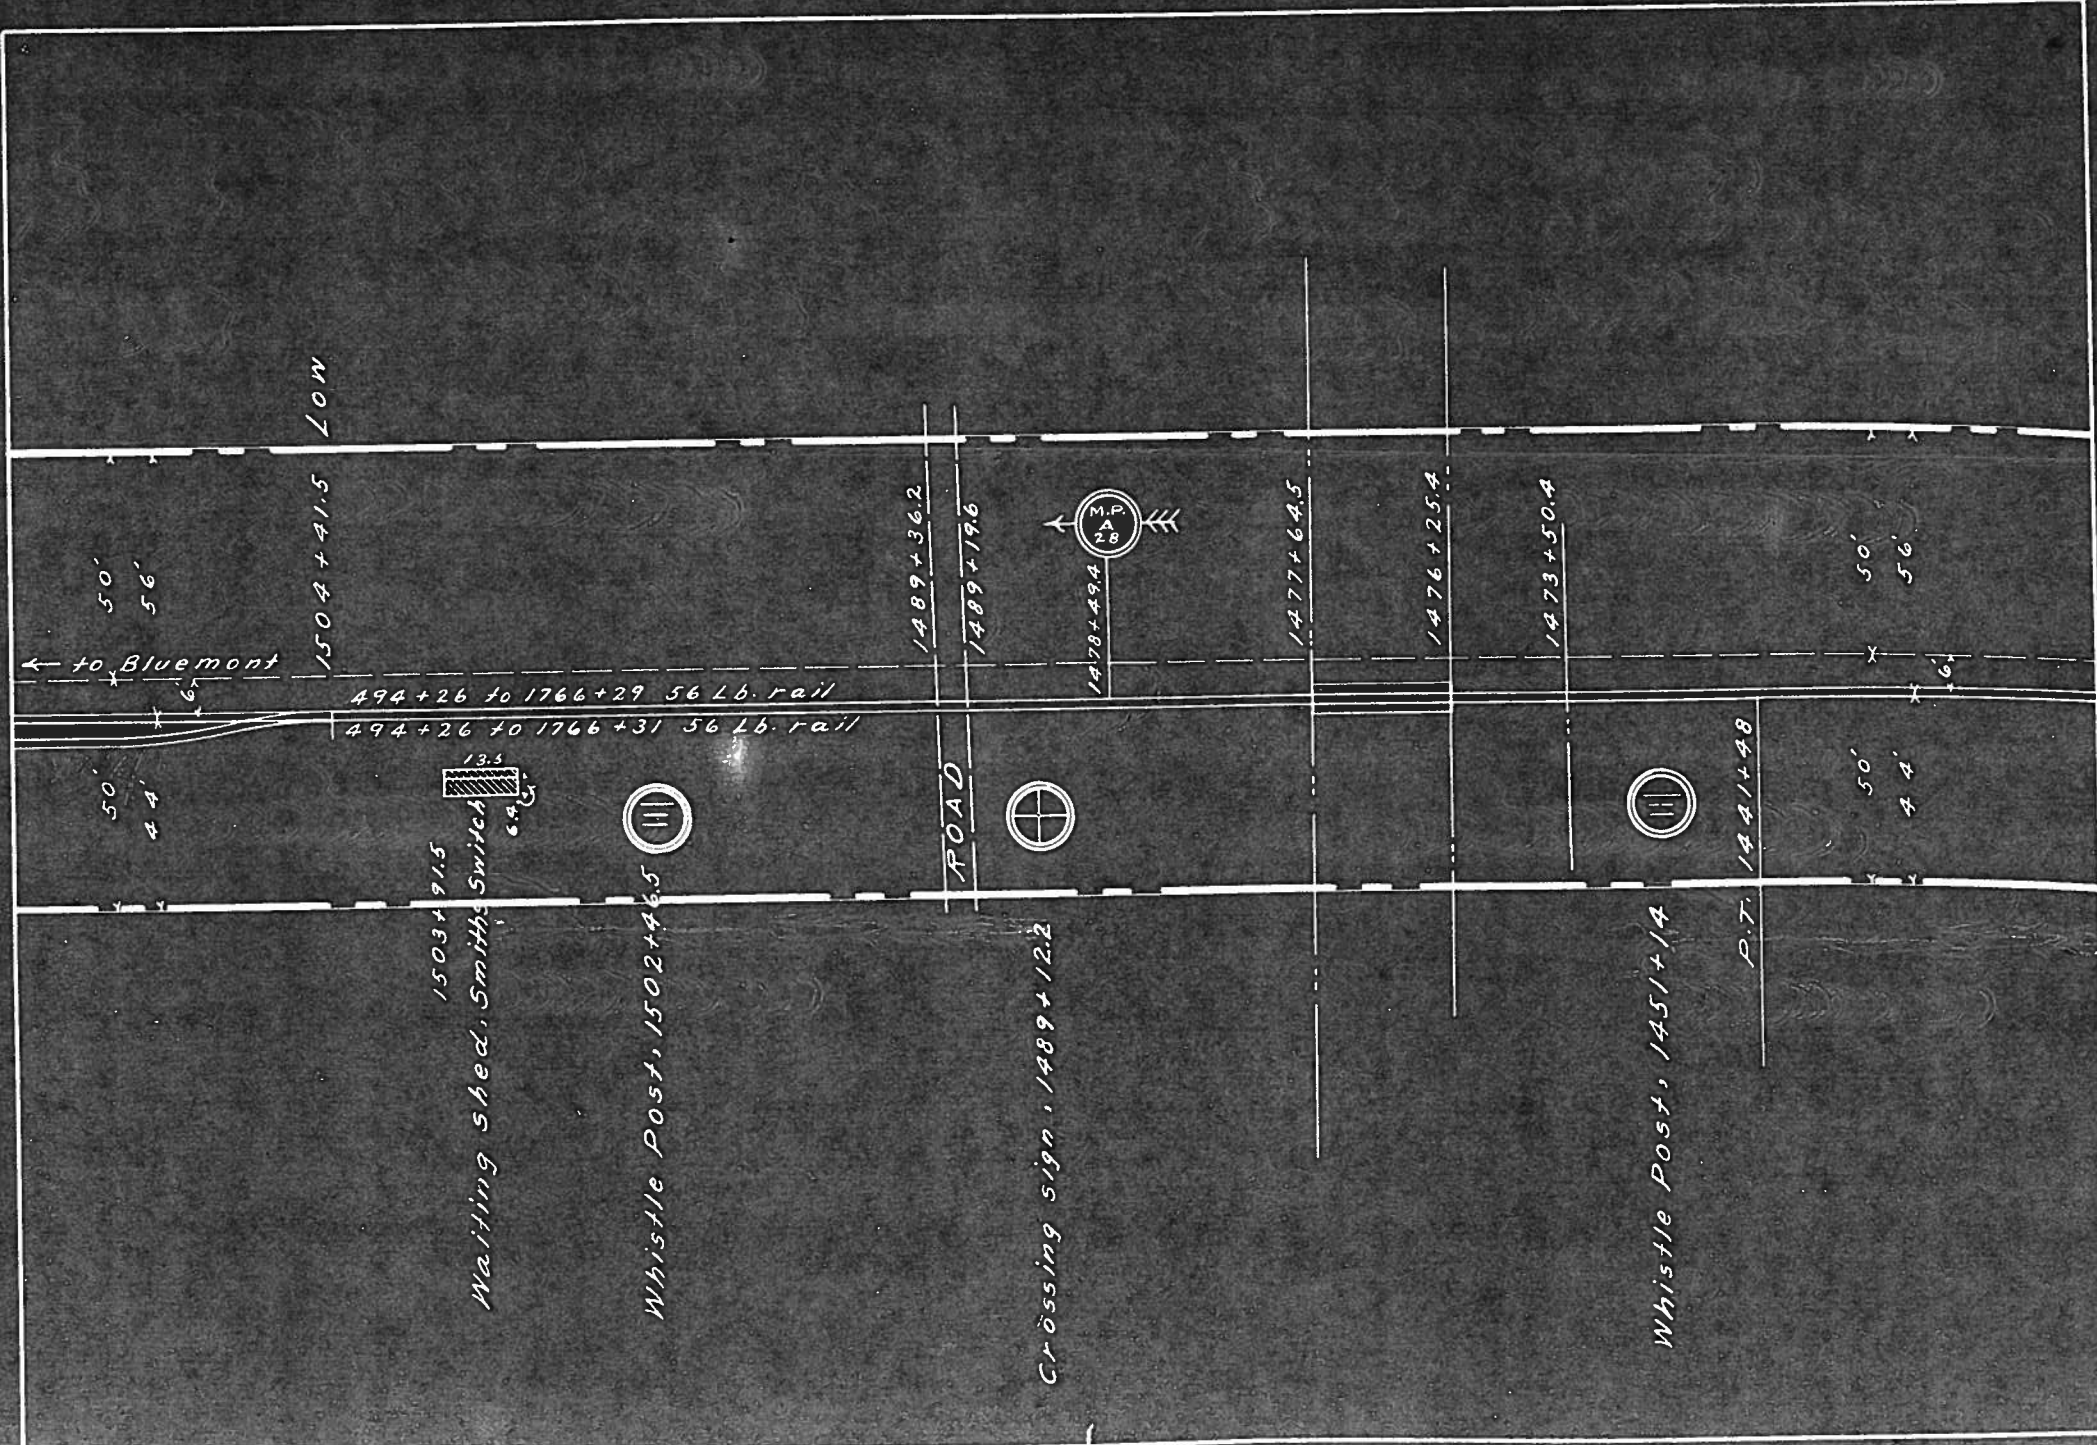 1504+41.5 LOW
1489+36.2
1489+19.6
M.P.
A
28
1478+49.4
1477+64.5
1476+25.4
1473+50.4
50'
56'
50'
56'
← to Bluemont
6'
6'
494+26 to 1766+29 56 Lb. rail
494+26 to 1766+31 56 Lb. rail
50'
44'
13.5
6.4'
ROAD
50'
44'
1503+91.5
Waiting shed, Smiths Switch
Whistle Post, 1502+46.5
Crossing sign, 1489+12.2
Whistle Post, 1451+14
P.T. 1441+48